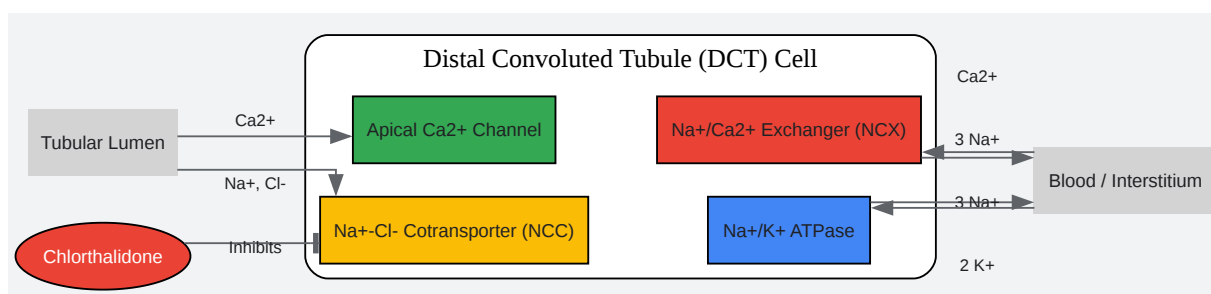 Distal Convoluted Tubule (DCT) Cell
Ca2+
Ca2+
Apical Ca2+ Channel
Na+/Ca2+ Exchanger (NCX)
Tubular Lumen
3 Na+
Na+, Cl-
Blood / Interstitium
3 Na+
Na+-Cl- Cotransporter (NCC)
Na+/K+ ATPase
Inhibits
Chlorthalidone
2 K+